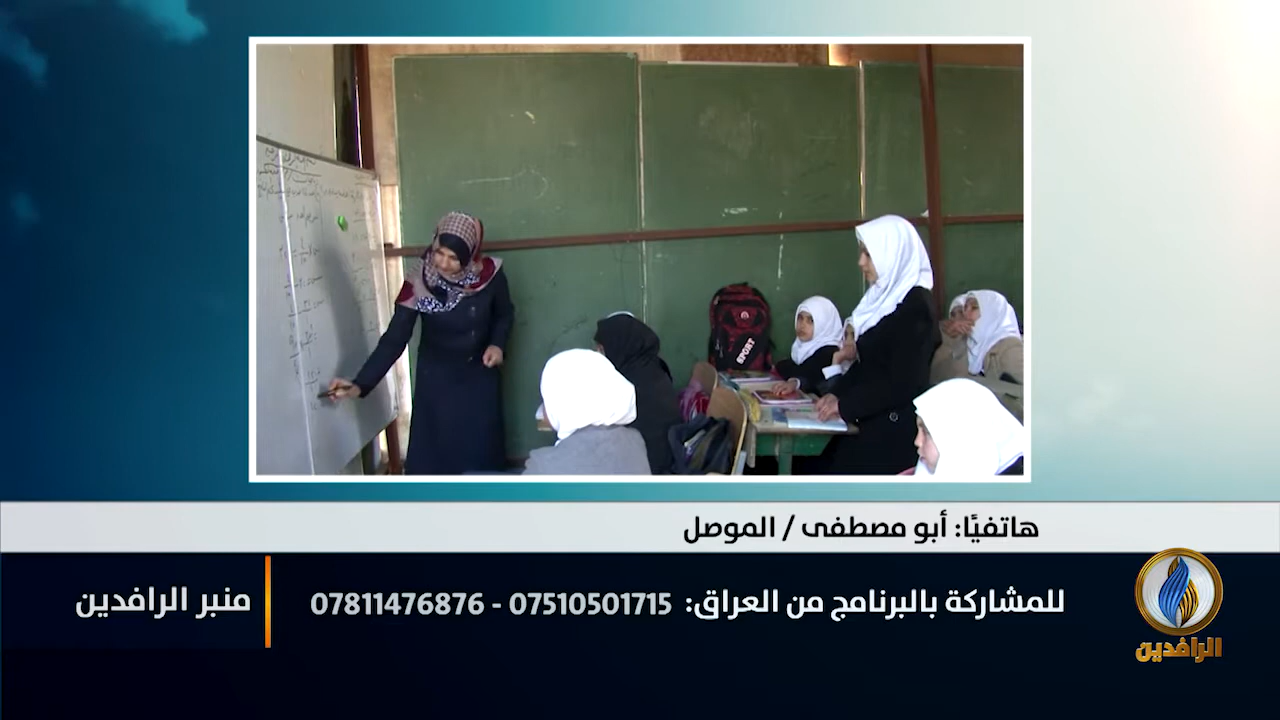 SPORT
هاتفيًا: أبو مصطفى / الموصل
للمشاركة بالبرنامج من العراق: 07510501715 - 07811476876
منبر الرافدين
الرافدين